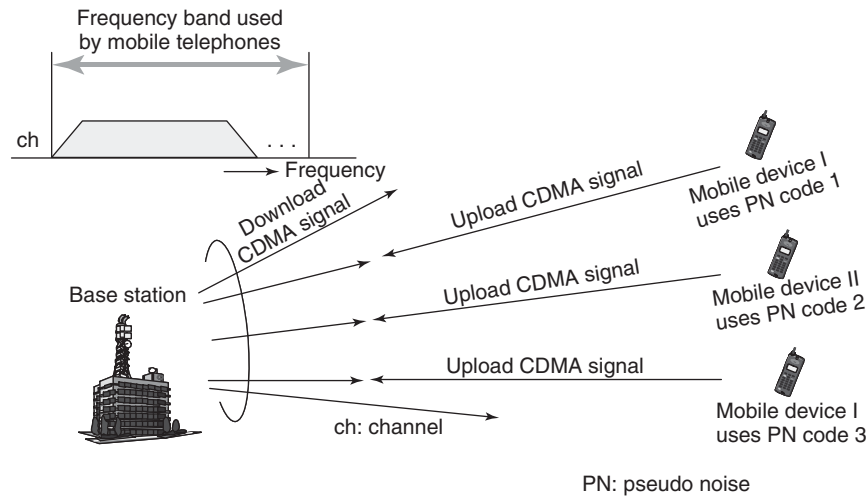 Frequency band used
by mobile telephones
ch
. . .
Frequency
Download
CDMA signal
Upload CDMA signal
Mobile device I
uses PN code 1
Base station
Upload CDMA signal
Mobile device II
uses PN code 2
Upload CDMA signal
Mobile device I
uses PN code 3
ch: channel
PN: pseudo noise